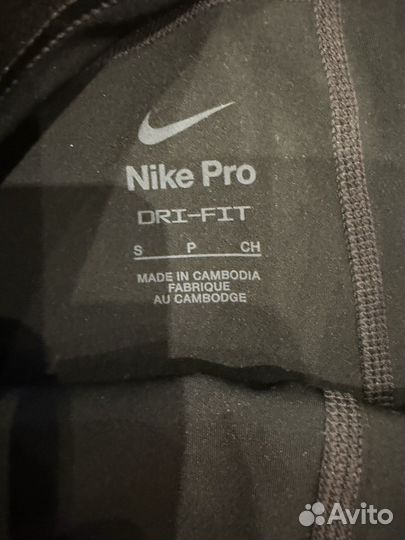 Nike Pro
DRI-FIT
S P CH
MADE IN CAMBODIA
FABRIQUE
AU CAMBODGE
Avito